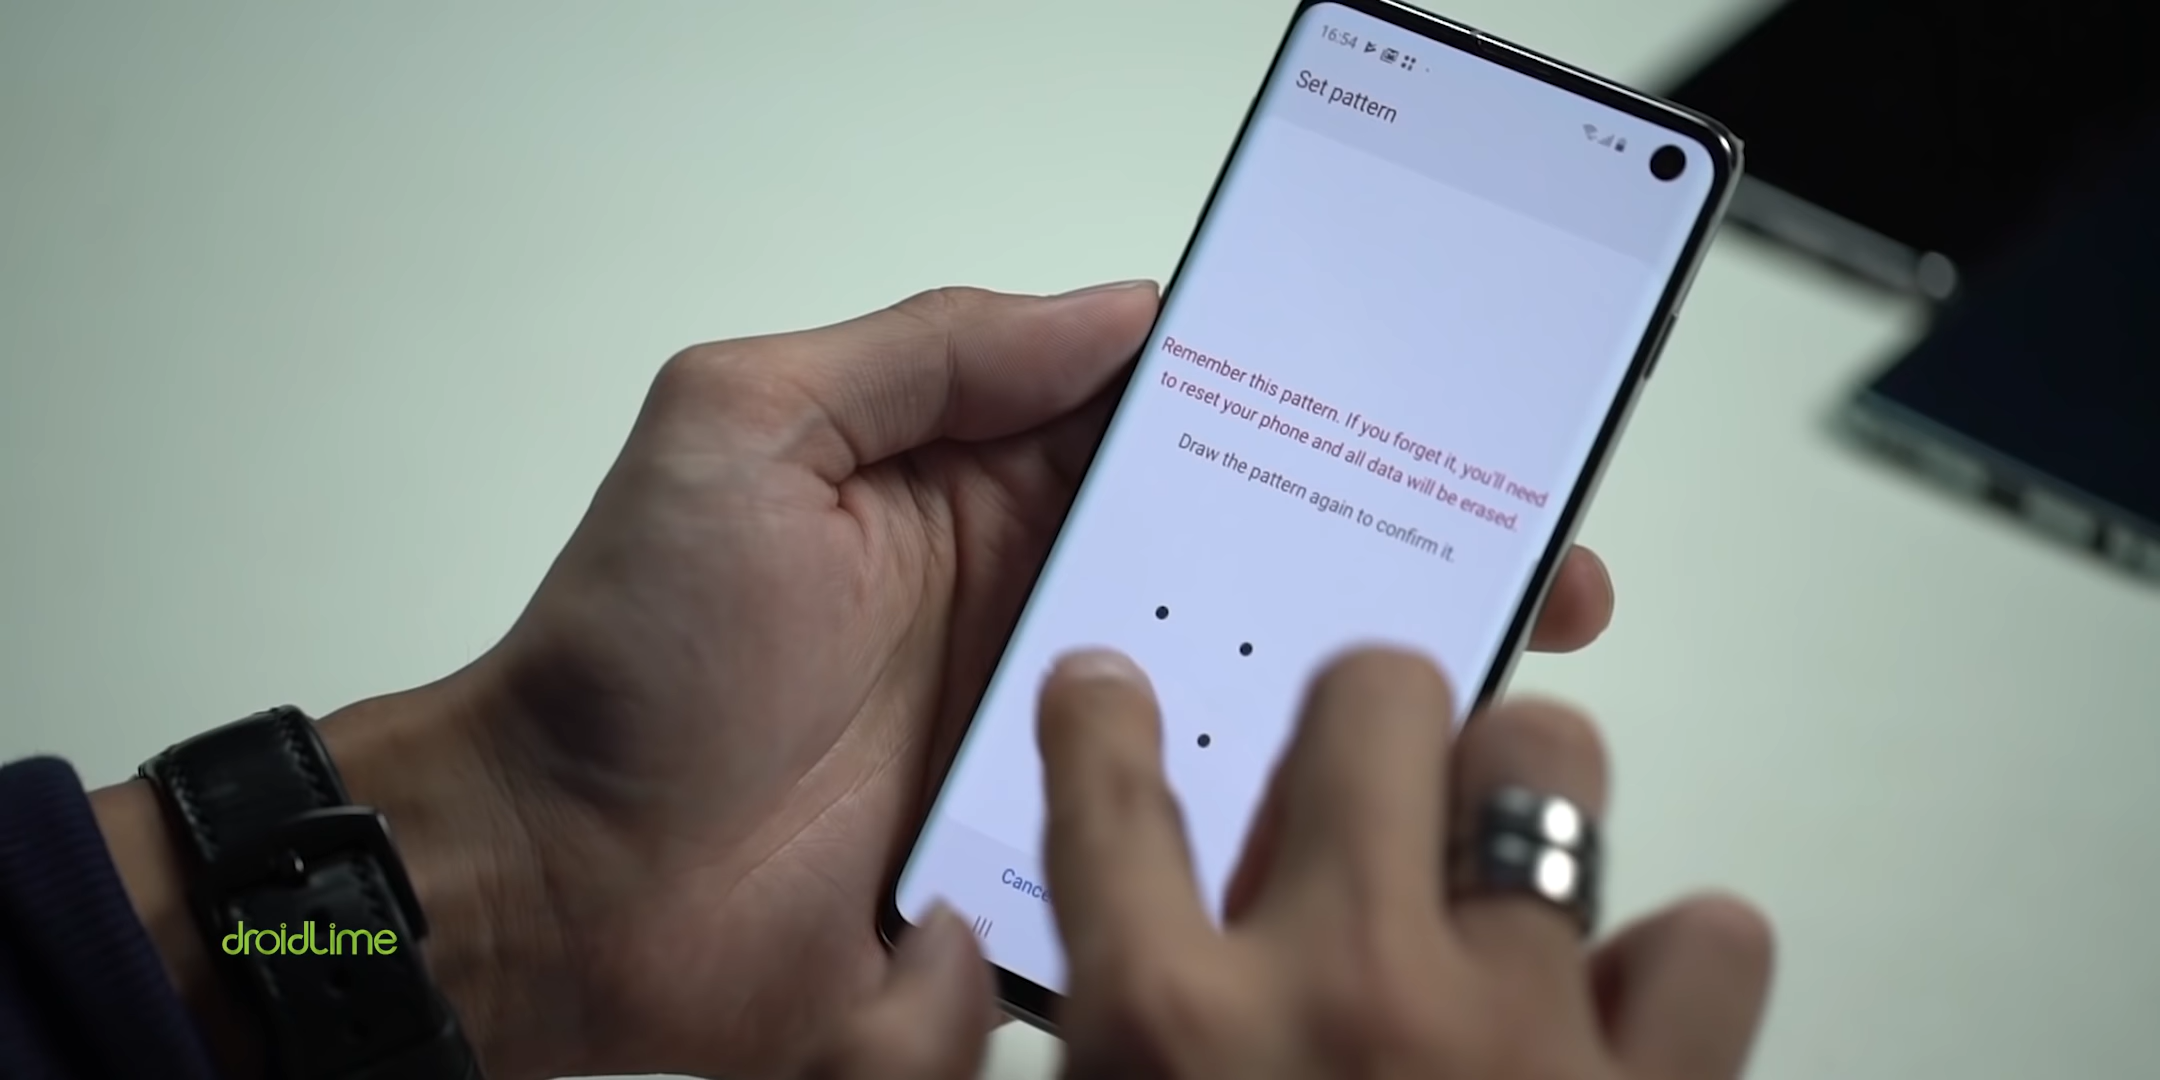 16:54
Set pattern
Remember this pattern. If you forget it, you'll need
to reset your phone and all data will be erased.
Draw the pattern again to confirm it.
droidLime